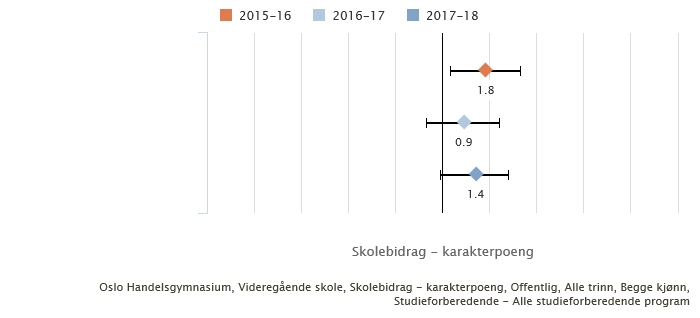 2015-16 2016-17 2017-18
1.8
0.9
1.4
Skolebidrag - karakterpoeng
Oslo Handelsgymnasium, Videregående skole, Skolebidrag - karakterpoeng, Offentlig, Alle trinn, Begge kjønn,
Studieforberedende - Alle studieforberedende program